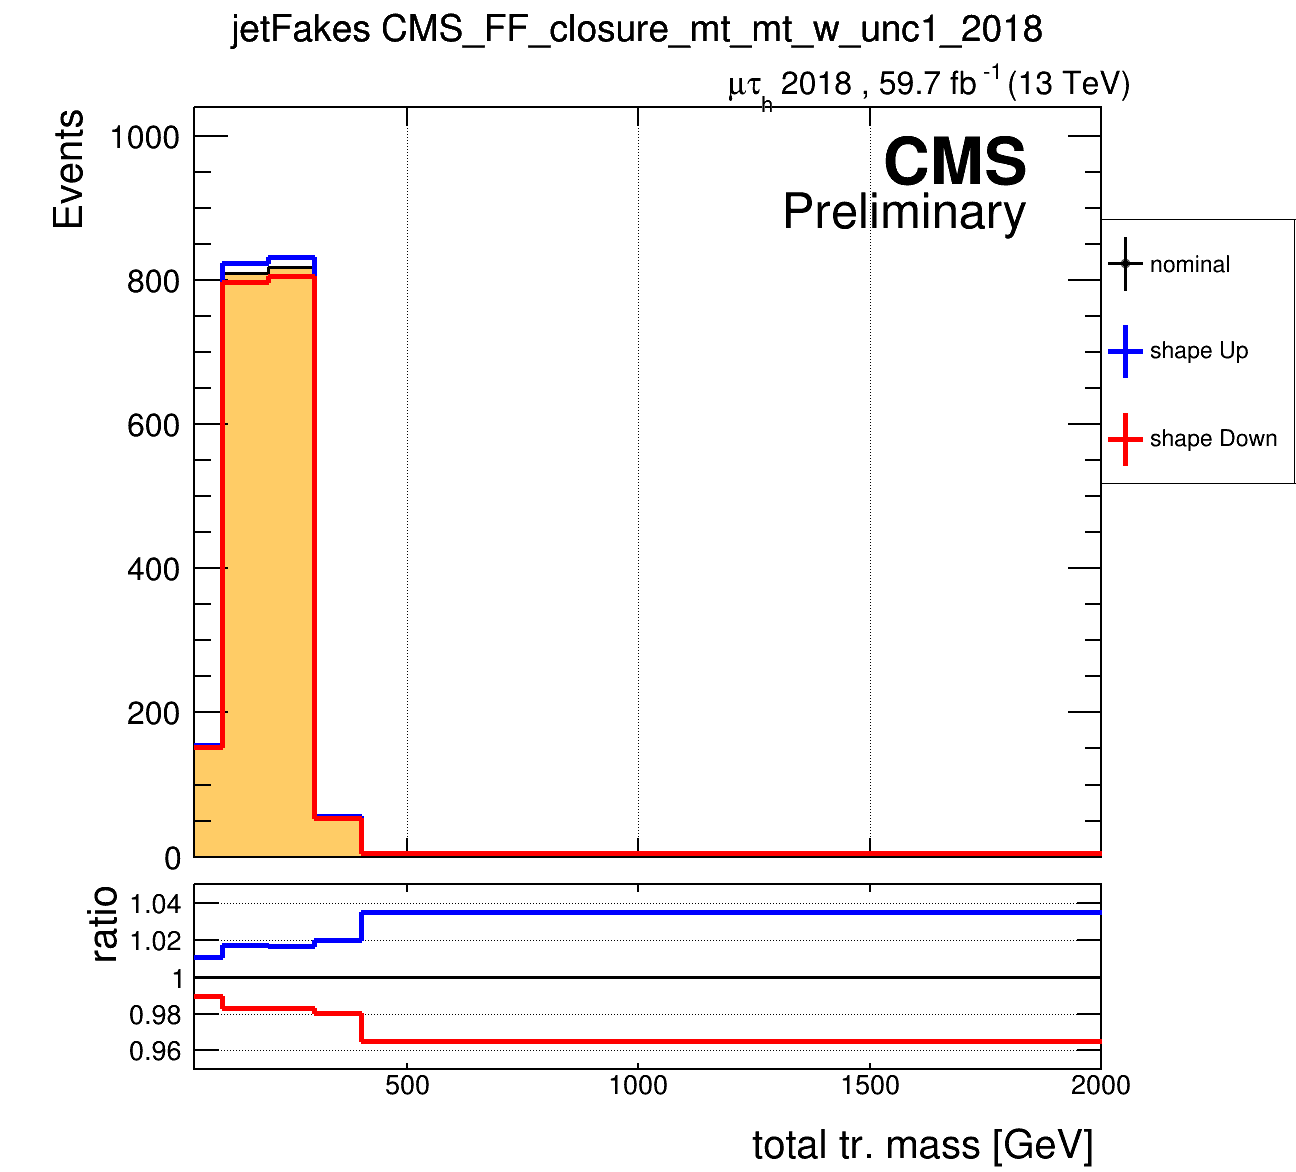 jetFakes CMS_FF_closure_mt_mt_w_unc1_2018
μτh 2018 , 59.7 fb-1 (13 TeV)
Events
1000
800
600
400
200
0
CMS
Preliminary
nominal
shape Up
shape Down
ratio
1.04
1.02
1
0.98
0.96
500 1000 1500 2000
total tr. mass [GeV]